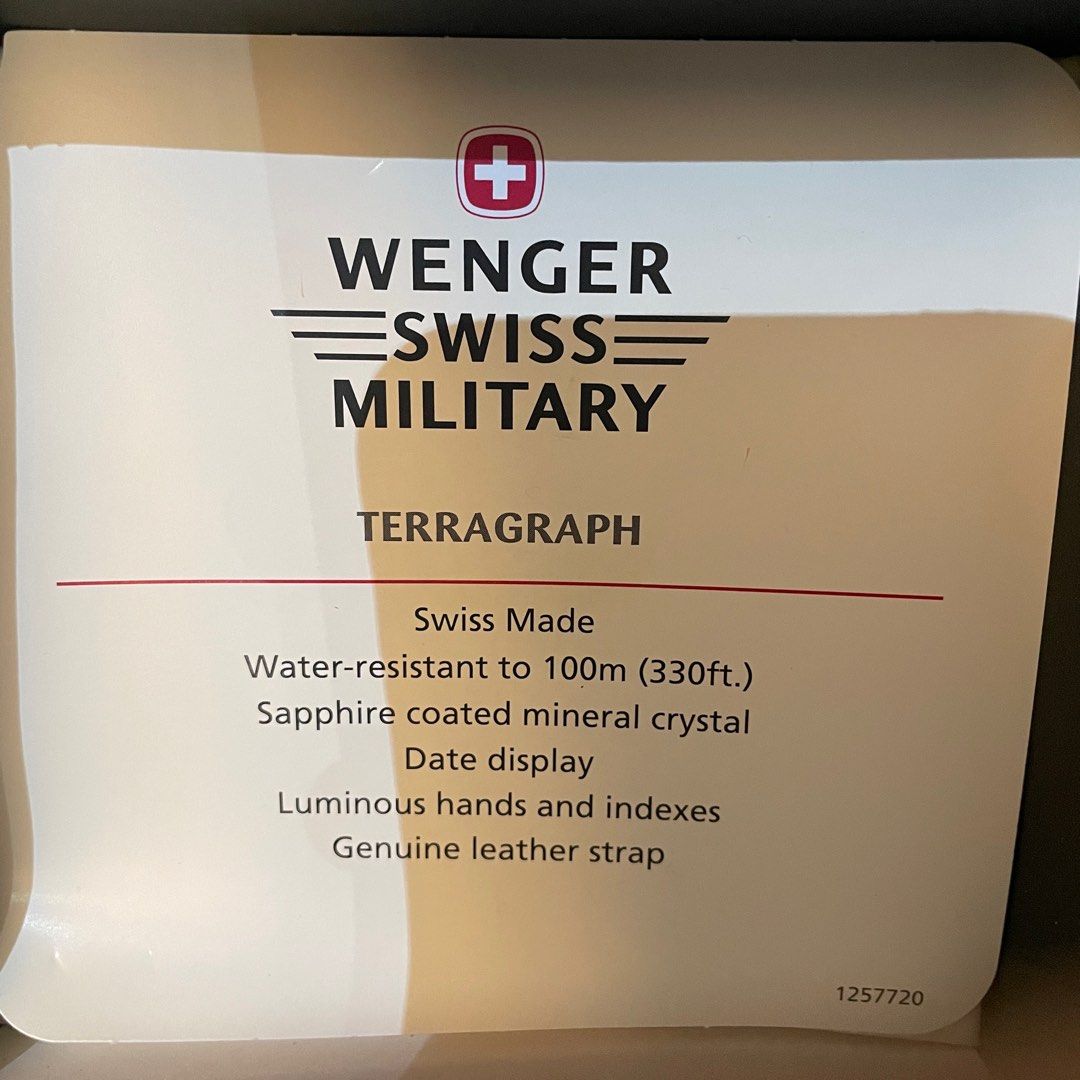 WENGER
SWISS
MILITARY
TERRAGRAPH
Swiss Made
Water-resistant to 100m (330ft.)
Sapphire coated mineral crystal
Date display
Luminous hands and indexes
Genuine leather strap
1257720